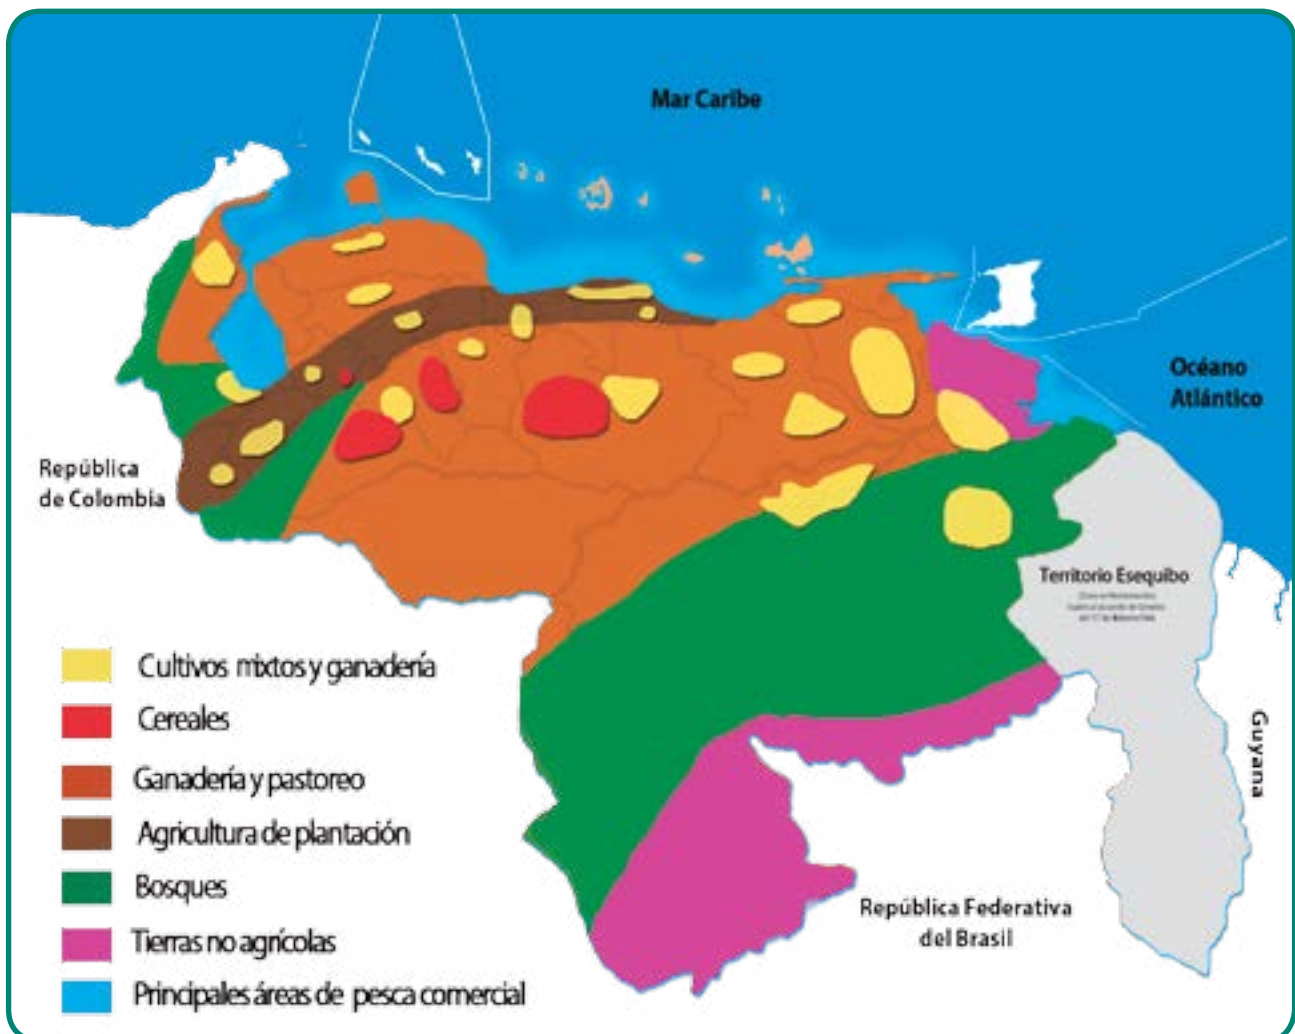 Mar Caribe
Océano
Atlántico
República
de Colombia
Territorio Esequibo
Guyana
República Federativa
del Brasil
Cultivos mixtos y ganadería
Cereales
Ganadería y pastoreo
Agricultura de plantación
Bosques
Tierras no agrícolas
Principales áreas de pesca comercial